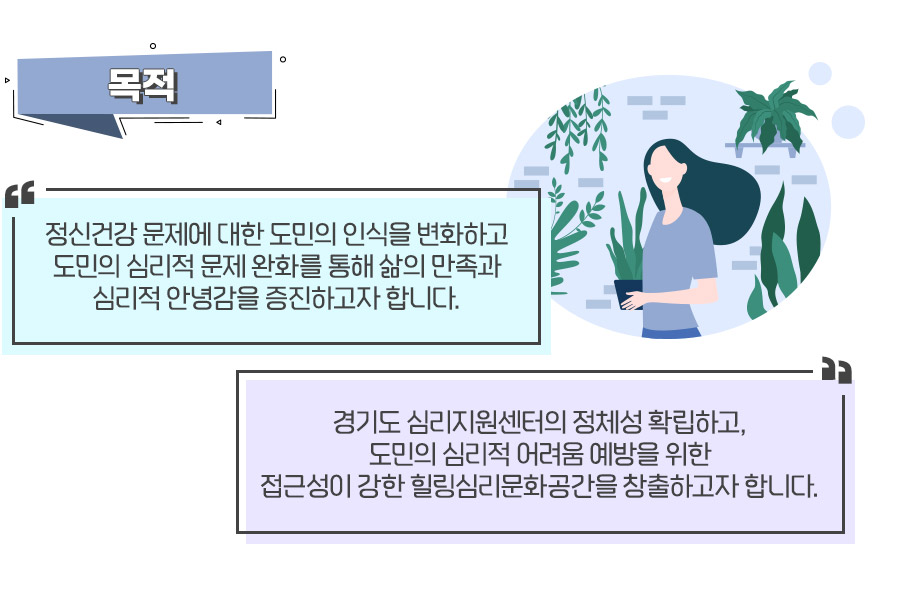 목적
정신건강 문제에 대한 도민의 인식을 변화하고
도민의 심리적 문제 완화를 통해 삶의 만족과
심리적 안녕감을 증진하고자 합니다.
경기도 심리지원센터의 정체성 확립하고,
도민의 심리적 어려움 예방을 위한
접근성이 강한 힐링심리문화공간을 창출하고자 합니다.